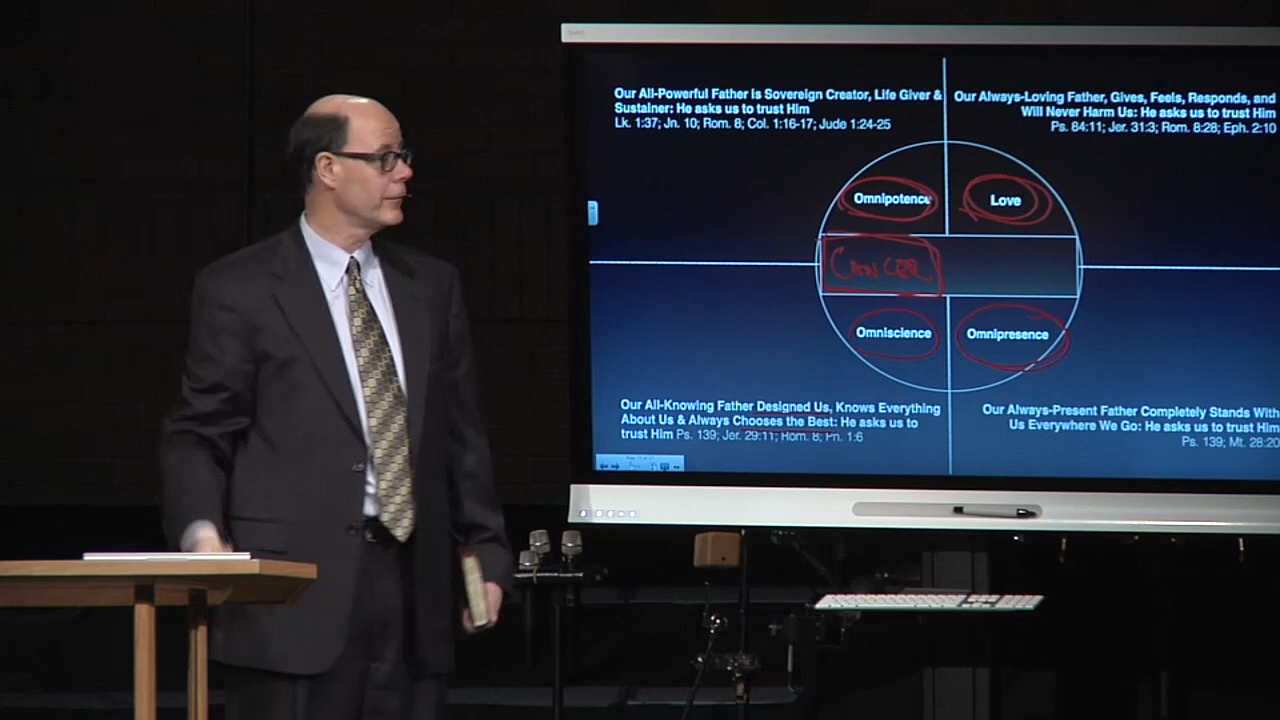 Our All-Powerful Father is Sovereign Creator, Life Giver &
Sustainer: He asks us to trust Him
Lk. 1:37; Jn. 10; Rom. 8; Col. 1:16-17; Jude 1:24-25
Our Always-Loving Father, Gives, Feels, Responds, and
Will Never Harm Us: He asks us to trust Him
Ps. 84:11; Jer. 31:3; Rom. 8:28; Eph. 2:10
Omnipotence
Love
CANCER
Omniscience
Omnipresence
Our All-Knowing Father Designed Us, Knows Everything
About Us & Always Chooses the Best: He asks us to
trust Him Ps. 139; Jer. 29:11; Rom. 8; Ph. 1:6
Our Always-Present Father Completely Stands With
Us Everywhere We Go: He asks us to trust Him
Ps. 139; Mt. 28:20